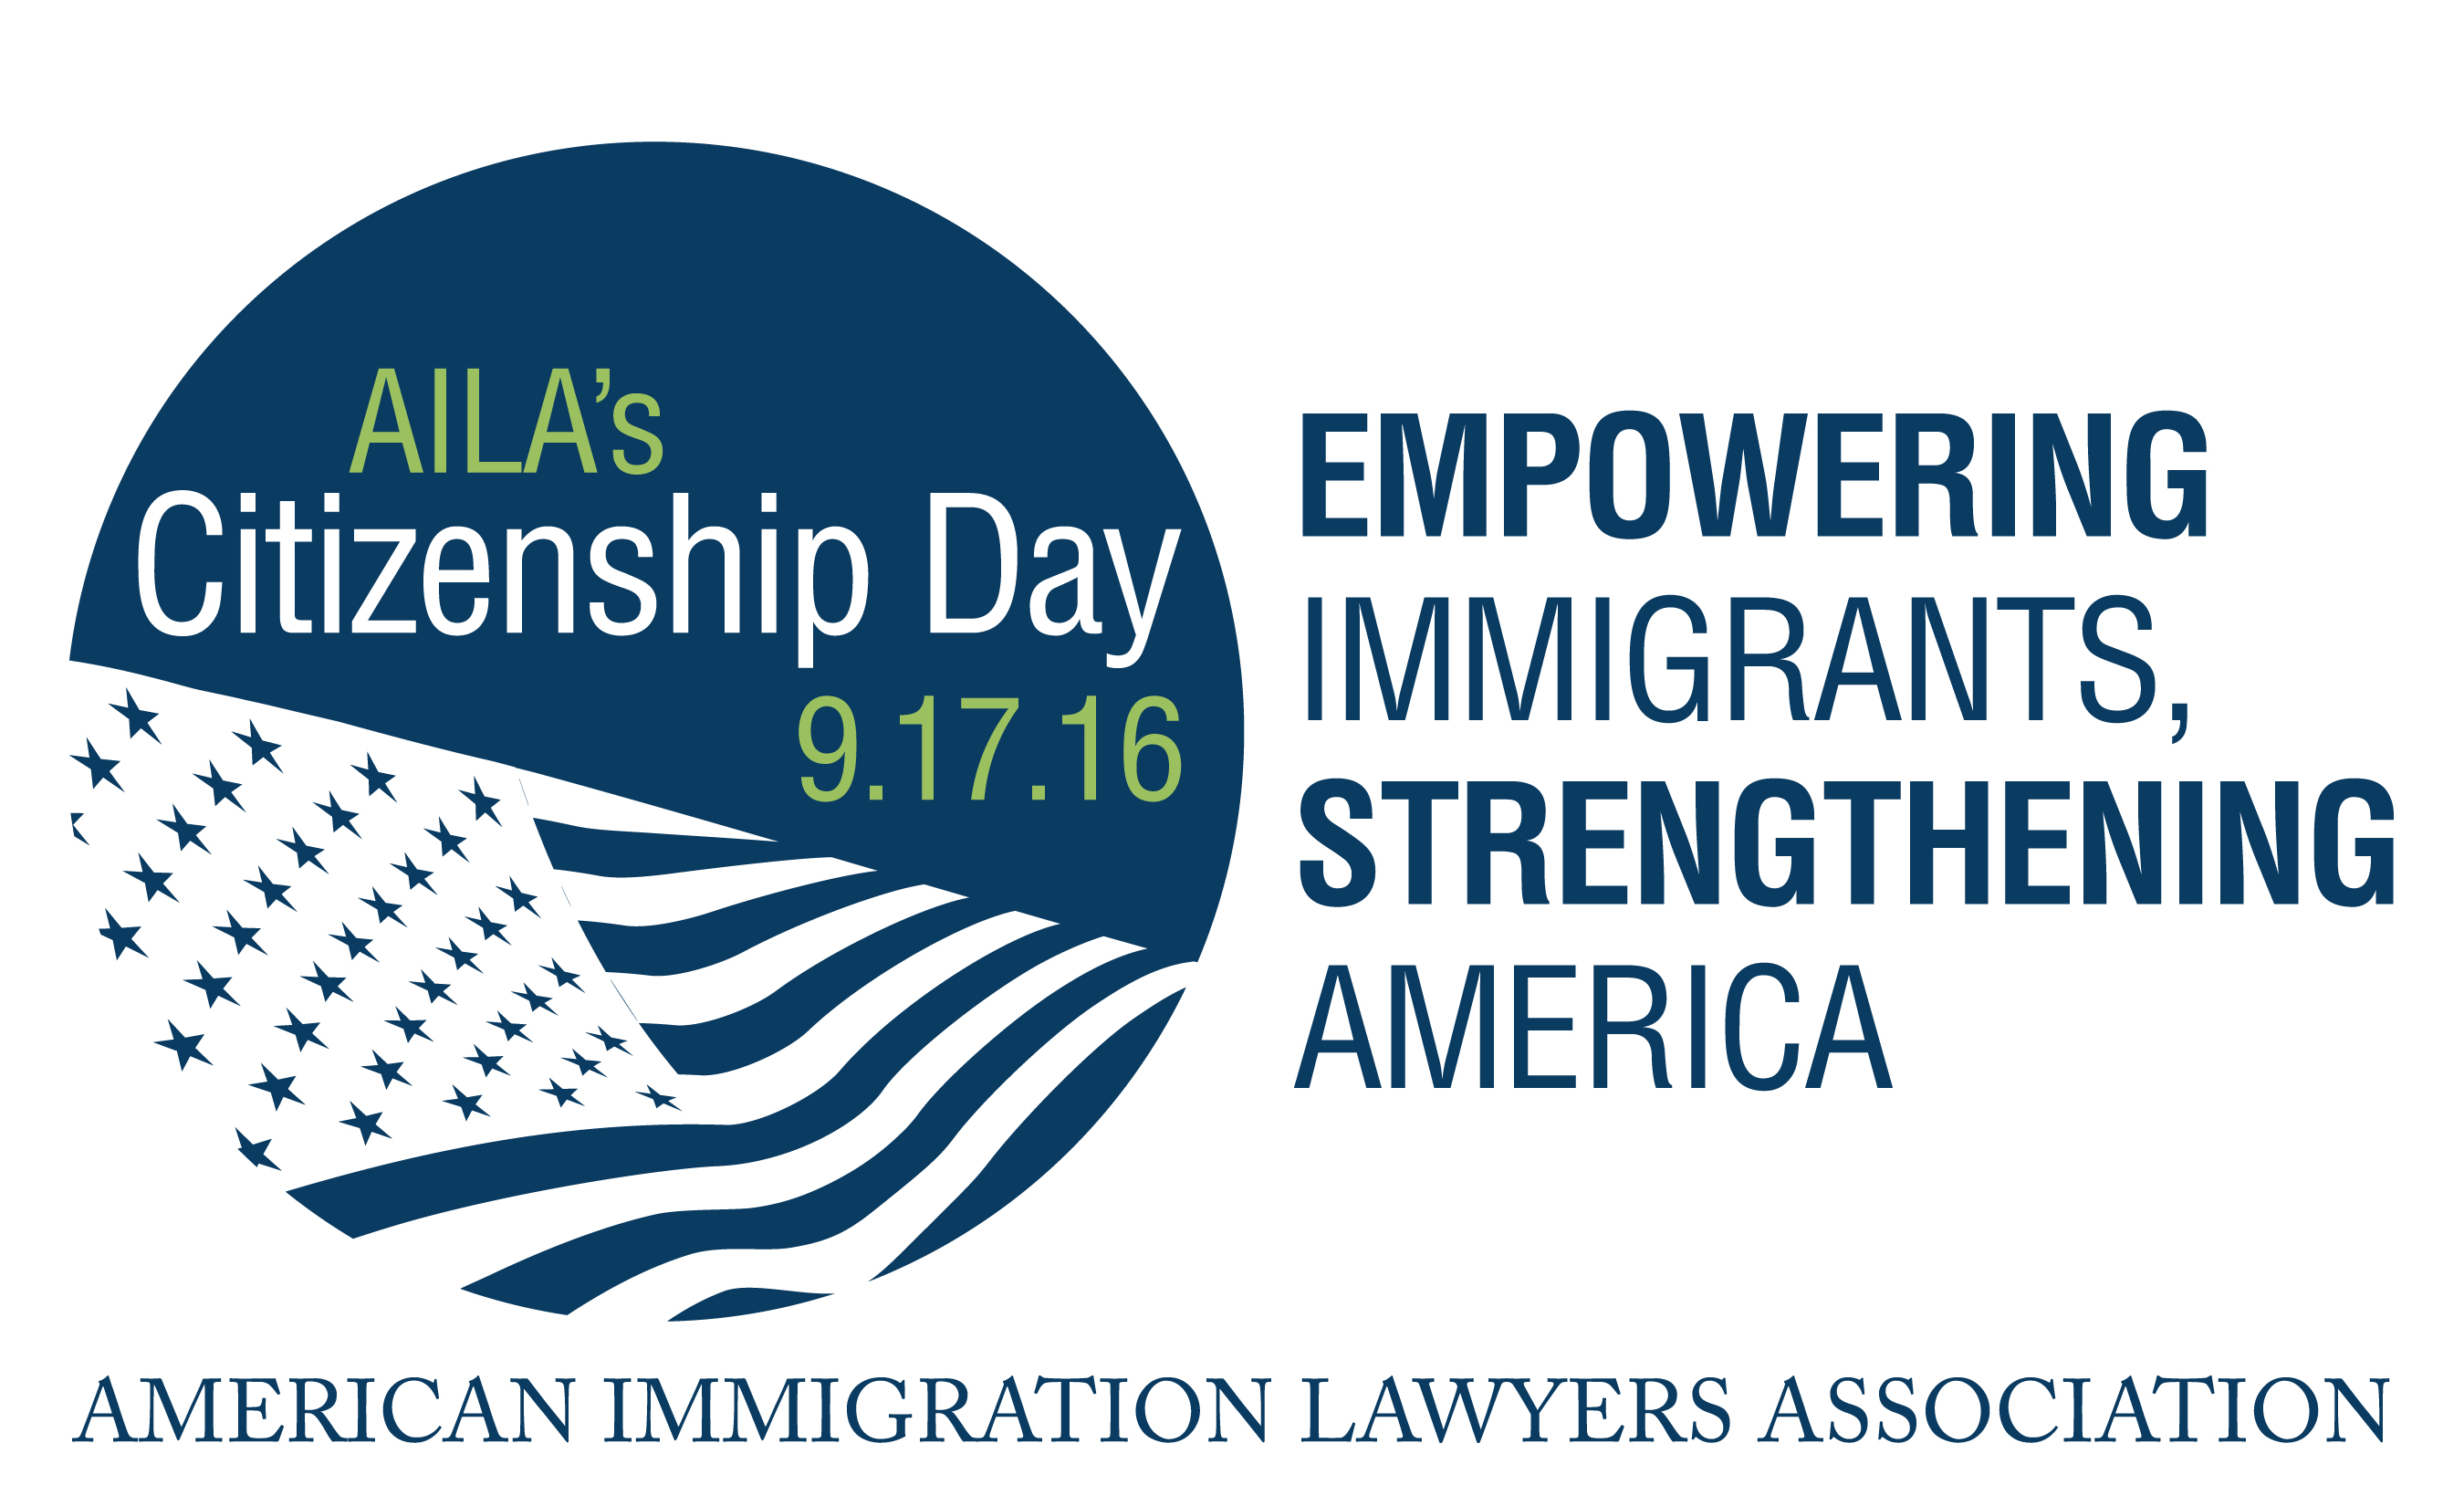 AILA's
Citizenship Day
9.17.16
EMPOWERING
IMMIGRANTS,
STRENGTHENING
AMERICA
AMERICAN IMMIGRATION LAWYERS ASSOCIATION